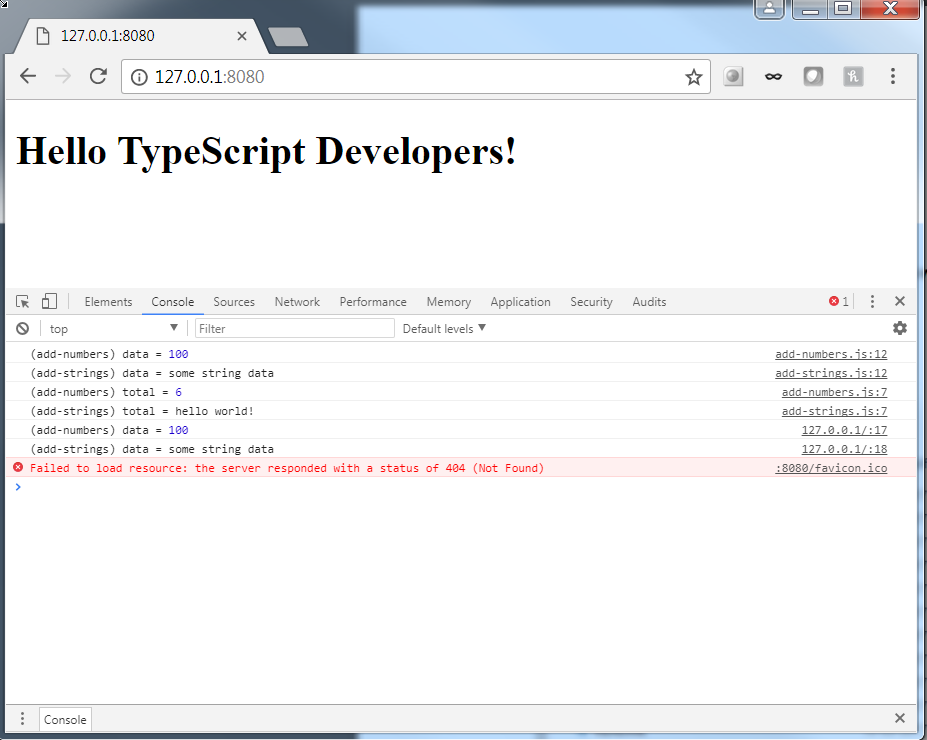 127.0.0.1:8080
127.0.0.1:8080
Hello TypeScript Developers!
Elements Console Sources Network Performance Memory Application Security Audits 1
top Filter Default levels
(add-numbers) data = 100 add-numbers.js:12
(add-strings) data = some string data add-strings.js:12
(add-numbers) total = 6 add-numbers.js:7
(add-strings) total = hello world! add-strings.js:7
(add-numbers) data = 100 127.0.0.1/:17
(add-strings) data = some string data 127.0.0.1/:18
Failed to load resource: the server responded with a status of 404 (Not Found) :8080/favicon.ico
Console